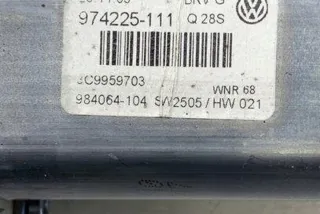 974225-111 Q 28S
3C9959703
WNR 68
984064-104 SW2505 / HW 021